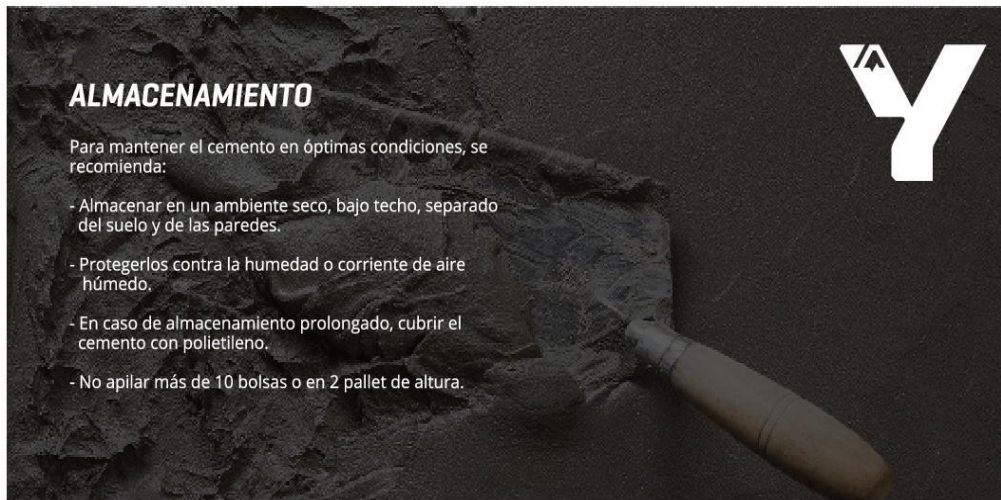 ALMACENAMIENTO
Para mantener el cemento en óptimas condiciones, se
recomienda:
- Almacenar en un ambiente seco, bajo techo, separado
del suelo y de las paredes.
- Protegerlos contra la humedad o corriente de aire
húmedo.
- En caso de almacenamiento prolongado, cubrir el
cemento con polietileno.
- No apilar más de 10 bolsas o en 2 pallet de altura.
Y